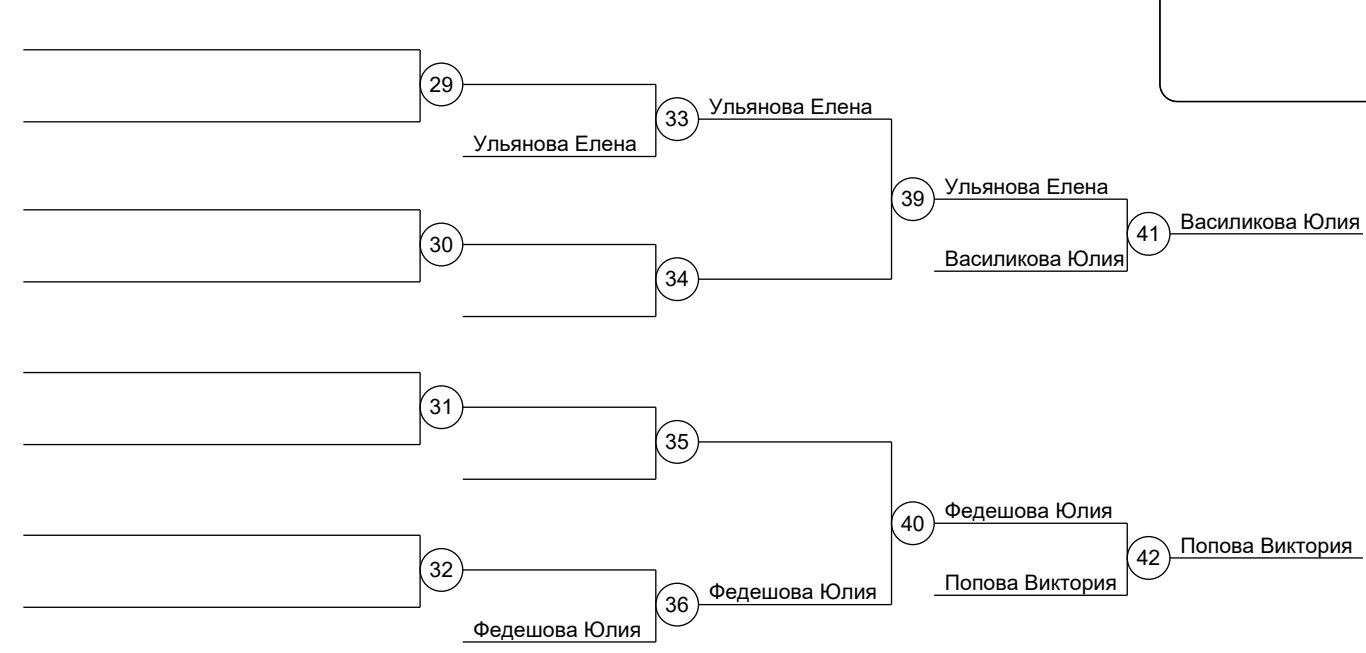 29
33
Ульянова Елена
Ульянова Елена
39
Ульянова Елена
30
34
41
Василикова Юлия
Василикова Юлия
31
35
40
Федешова Юлия
32
36
Федешова Юлия
42
Попова Виктория
Попова Виктория
Федешова Юлия